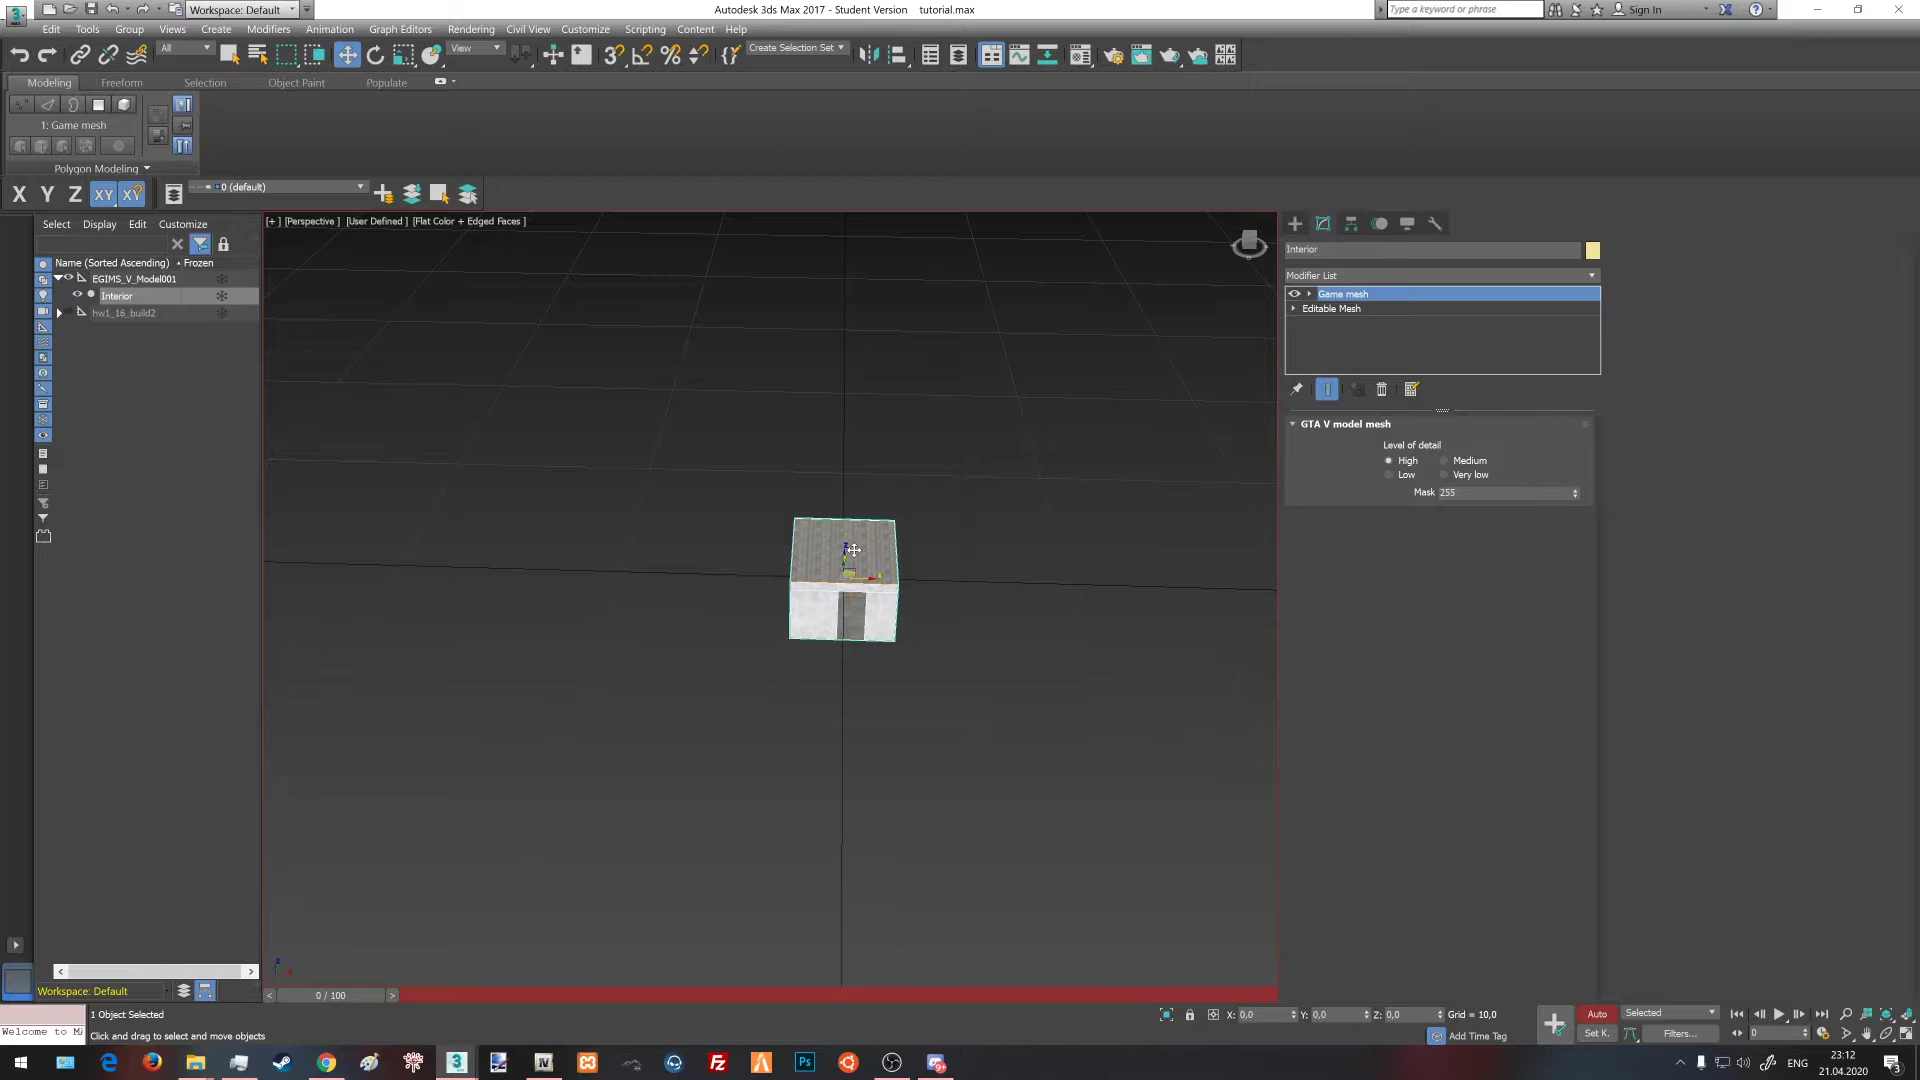 Workspace: Default
Autodesk 3ds Max 2017 - Student Version tutorial.max
Type a keyword or phrase
Sign In
Edit Tools Group Views Create Modifiers Animation Graph Editors Rendering Civil View Customize Scripting Content Help
All
View
Create Selection Set
Modeling Freeform Selection Object Paint Populate
1: Game mesh
Polygon Modeling
X Y Z XY XY
0 (default)
Select Display Edit Customize
[+] [Perspective ] [User Defined ] [Flat Color + Edged Faces ]
Name (Sorted Ascending) Frozen
EGIMS_V_Model001
Interior
hw1_16_build2
Interior
Modifier List
Game mesh
Editable Mesh
GTA V model mesh
Level of detail
High Medium
Low Very low
Mask 255
Workspace: Default
0 / 100
Welcome to M
1 Object Selected
Click and drag to select and move objects
X: 0,0 Y: 0,0 Z: 0,0 Grid = 10,0
Add Time Tag
Auto Selected
Set K. Filters...
0
ENG
23:12
21.04.2020